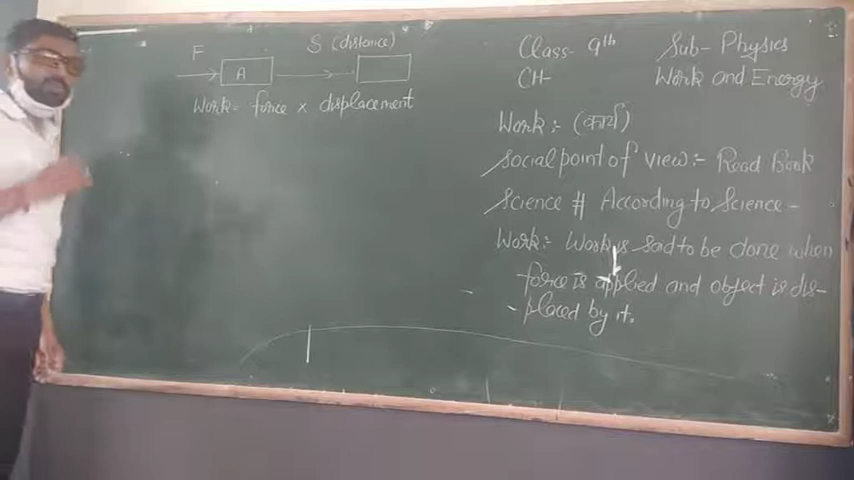 F
S (distance)
A
Work = force × displacement
Class- 9th
Sub- Physics
CH-
Work and Energy
Work :- (कार्य)
Social point of view :- Read Book
Science # According to Science -
Work :- Work is said to be done when
force is applied and object is dis-
-placed by it.